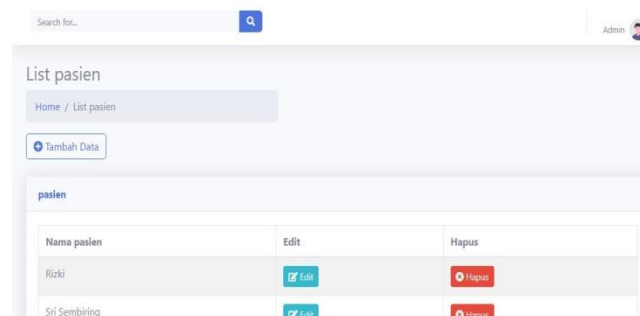 Search for...
Admin
List pasien
Home / List pasien
Tambah Data
pasien
Nama pasien Edit Hapus
Rizki Edit Hapus
Sri Sembiring Edit Hapus